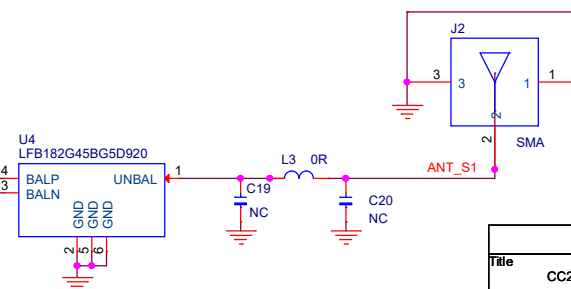 J2
3
3
1
1
2
2
SMA
U4
LFB182G45BG5D920
4
BALP
UNBAL
1
3
BALN
GND
GND
GND
2
5
6
L3 0R
ANT_S1
C19
NC
C20
NC
Title
CC2